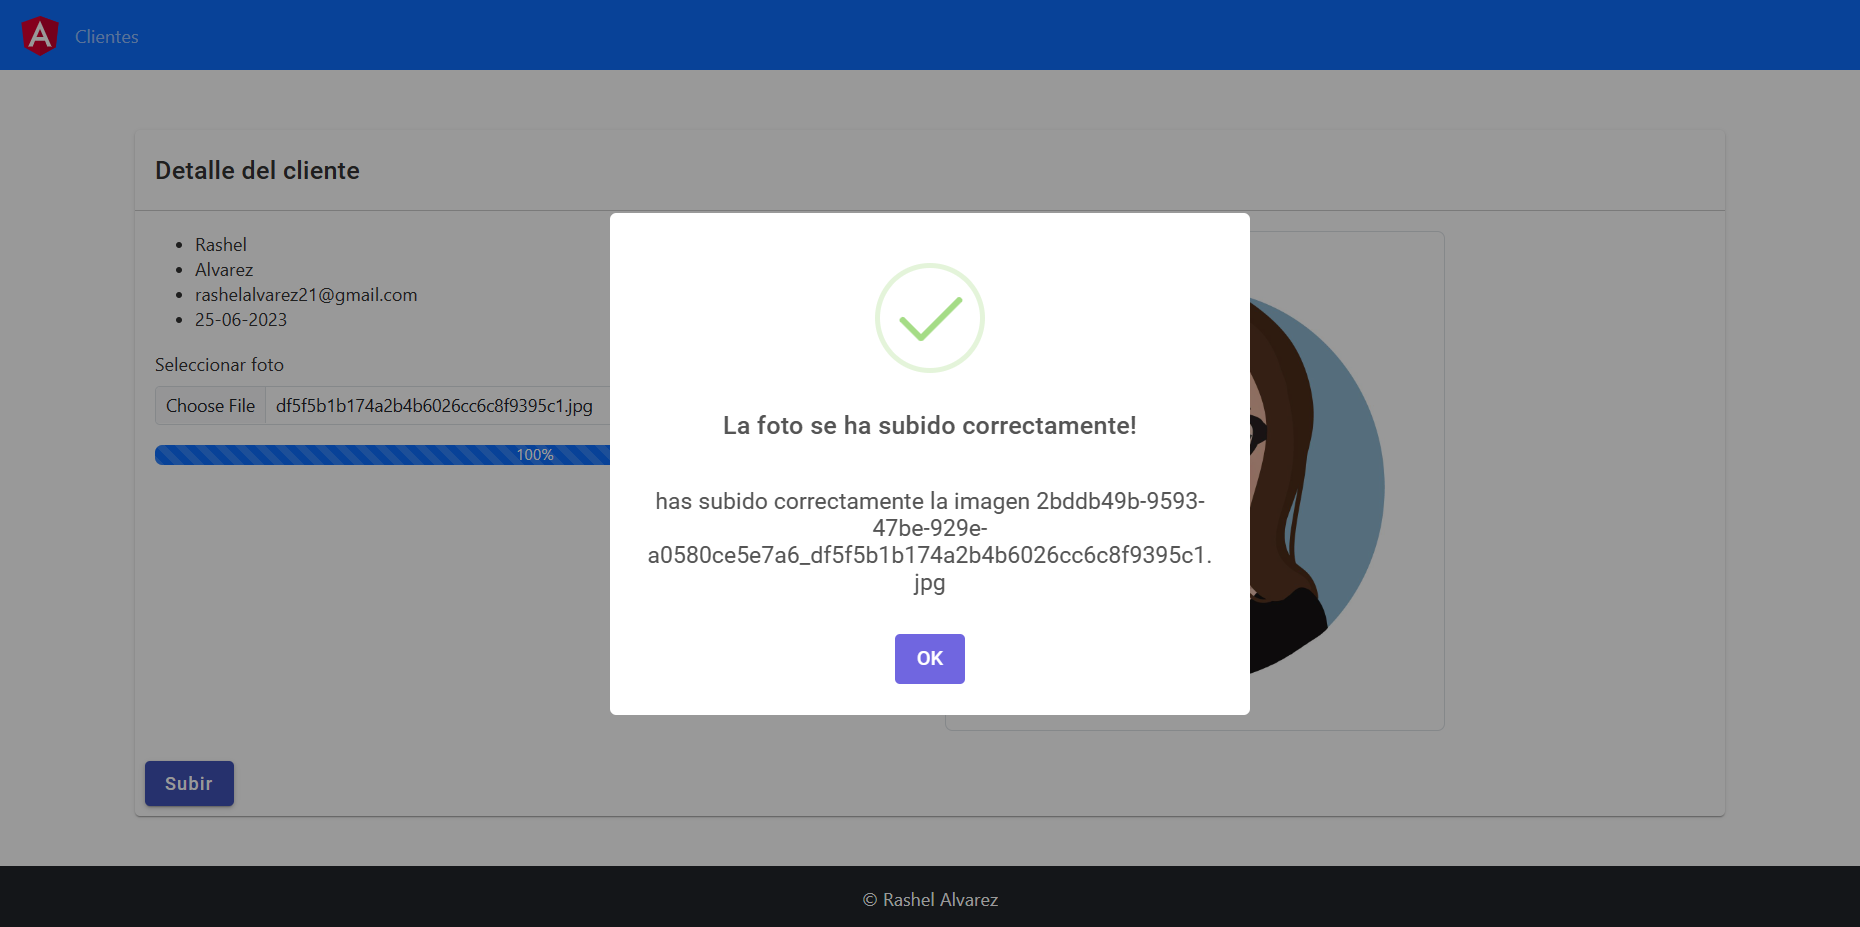 A
Clientes
Detalle del cliente
Rashel
Alvarez
rashelalvarez21@gmail.com
25-06-2023
Seleccionar foto
Choose File df5f5b1b174a2b4b6026cc6c8f9395c1.jpg
100%
La foto se ha subido correctamente!
has subido correctamente la imagen 2bddb49b-9593-
47be-929e-
a0580ce5e7a6_df5f5b1b174a2b4b6026cc6c8f9395c1.
jpg
OK
Subir
© Rashel Alvarez